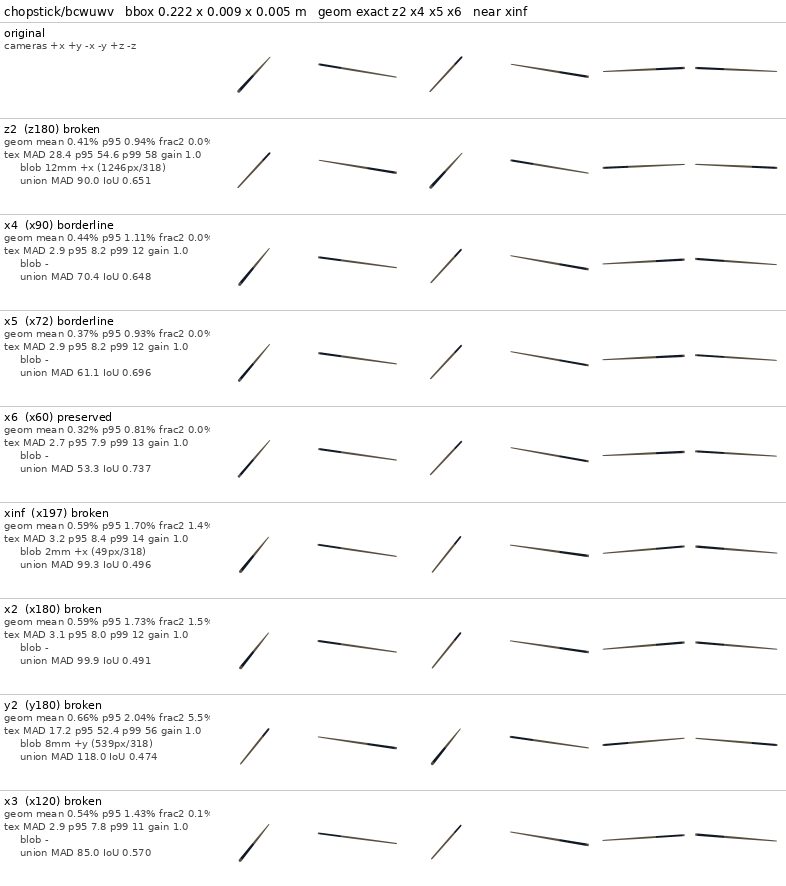 chopstick/bcwuwv   bbox 0.222 x 0.009 x 0.005 m   geom exact z2 x4 x5 x6   near xinf
original
cameras +x +y -x -y +z -z
z2  (z180) broken
geom mean 0.41% p95 0.94% frac2 0.0%
tex MAD 28.4 p95 54.6 p99 58 gain 1.0
blob 12mm +x (1246px/318)
union MAD 90.0 IoU 0.651
x4  (x90) borderline
geom mean 0.44% p95 1.11% frac2 0.0%
tex MAD 2.9 p95 8.2 p99 12 gain 1.0
blob -
union MAD 70.4 IoU 0.648
x5  (x72) borderline
geom mean 0.37% p95 0.93% frac2 0.0%
tex MAD 2.9 p95 8.2 p99 12 gain 1.0
blob -
union MAD 61.1 IoU 0.696
x6  (x60) preserved
geom mean 0.32% p95 0.81% frac2 0.0%
tex MAD 2.7 p95 7.9 p99 13 gain 1.0
blob -
union MAD 53.3 IoU 0.737
xinf  (x197) broken
geom mean 0.59% p95 1.70% frac2 1.4%
tex MAD 3.2 p95 8.4 p99 14 gain 1.0
blob 2mm +x (49px/318)
union MAD 99.3 IoU 0.496
x2  (x180) broken
geom mean 0.59% p95 1.73% frac2 1.5%
tex MAD 3.1 p95 8.0 p99 12 gain 1.0
blob -
union MAD 99.9 IoU 0.491
y2  (y180) broken
geom mean 0.66% p95 2.04% frac2 5.5%
tex MAD 17.2 p95 52.4 p99 56 gain 1.0
blob 8mm +y (539px/318)
union MAD 118.0 IoU 0.474
x3  (x120) broken
geom mean 0.54% p95 1.43% frac2 0.1%
tex MAD 2.9 p95 7.8 p99 11 gain 1.0
blob -
union MAD 85.0 IoU 0.570